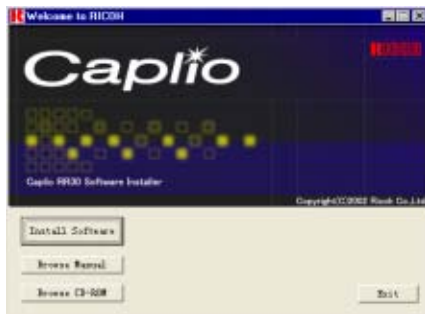 Welcome to RICOH
Caplio
RICOH
Caplio RR30 Software Installer
Copyright(C)2002 Ricoh Co.,Ltd
Install Software
Browse Manual
Browse CD-ROM
Exit